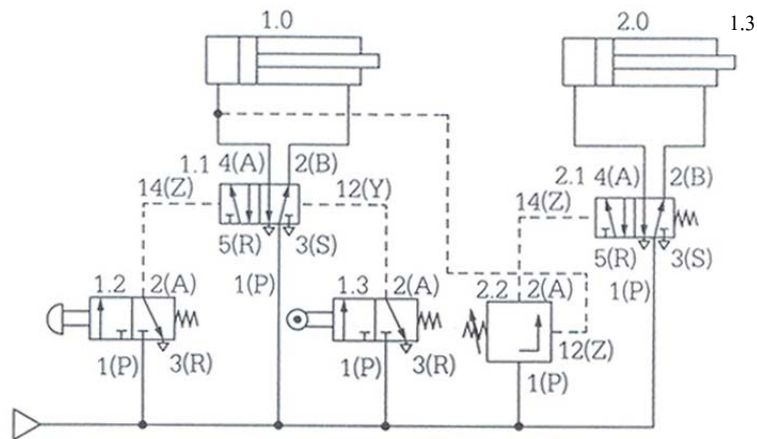 1.0
2.0
1.3
1.1 4(A) 2(B)
14(Z)
12(Y)
5(R) 3(S)
1(P)
2.1 4(A) 2(B)
14(Z)
5(R) 3(S)
1(P)
1.2 2(A)
1(P) 3(R)
1.3 2(A)
1(P) 3(R)
2.2 2(A)
12(Z)
1(P)